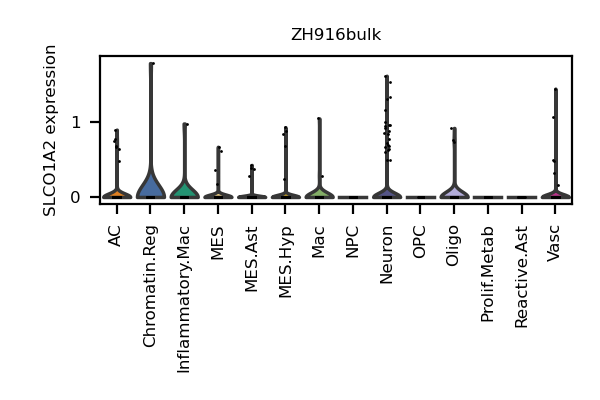 ZH916bulk
SLCO1A2 expression
1
0
AC
Chromatin.Reg
Inflammatory.Mac
MES
MES.Ast
MES.Hyp
Mac
NPC
Neuron
OPC
Oligo
Prolif.Metab
Reactive.Ast
Vasc